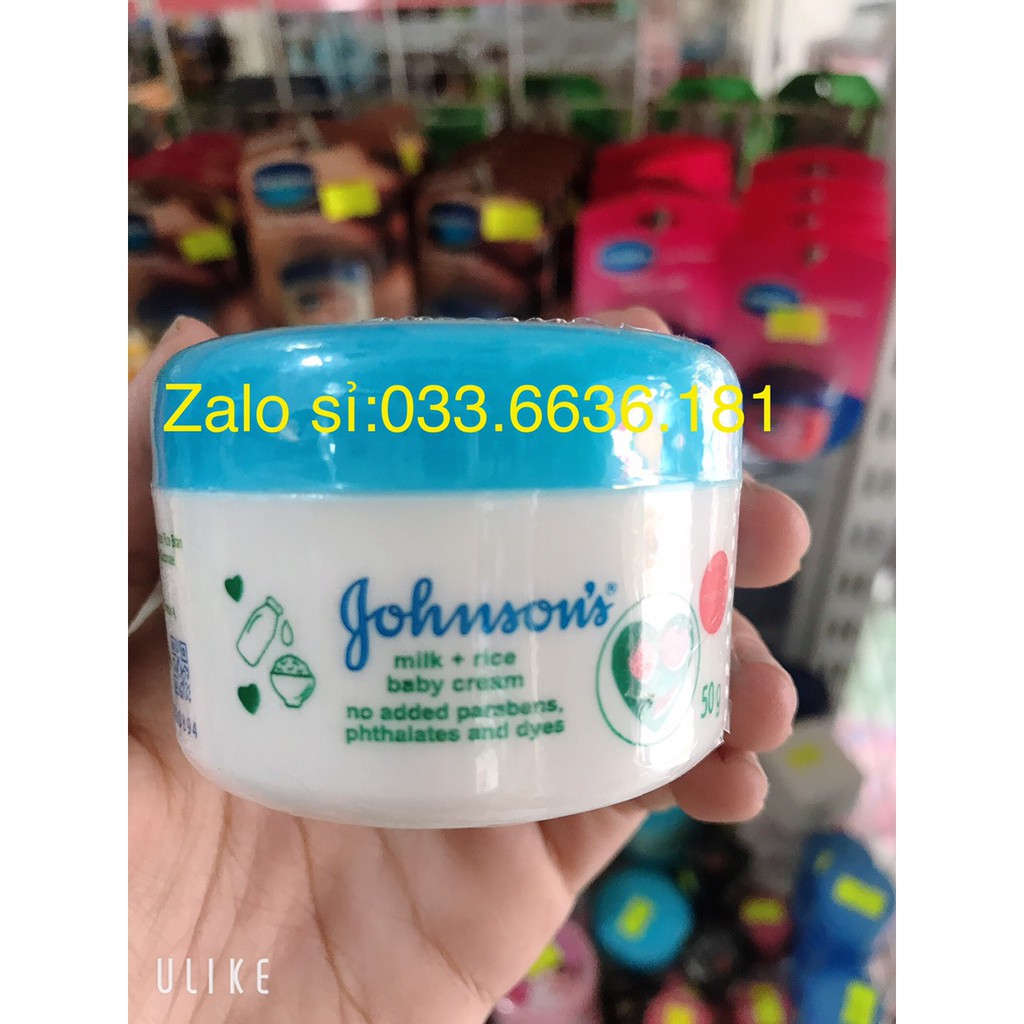 Zalo sỉ:033.6636.181
Johnson's®
milk + rice
baby cream
no added parabens,
phthalates and dyes
50g
ULIKE